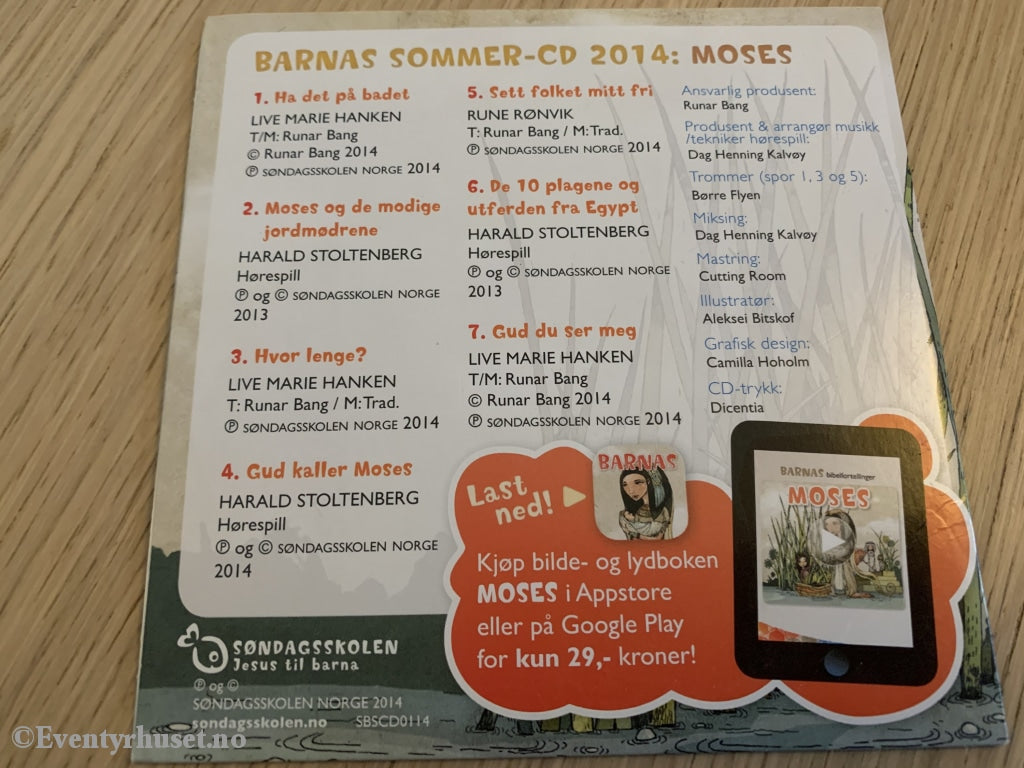 BARNAS SOMMER-CD 2014: MOSES
1. Ha det på badet
LIVE MARIE HANKEN
T/M: Runar Bang
© Runar Bang 2014
℗ SØNDAGSSKOLEN NORGE 2014
2. Moses og de modige
jordmødrene
HARALD STOLTENBERG
Hørespill
℗ og © SØNDAGSSKOLEN NORGE
2013
3. Hvor lenge?
LIVE MARIE HANKEN
T: Runar Bang / M: Trad.
℗ SØNDAGSSKOLEN NORGE 2014
4. Gud kaller Moses
HARALD STOLTENBERG
Hørespill
℗ og © SØNDAGSSKOLEN NORGE
2014
5. Sett folket mitt fri
RUNE RØNVIK
T: Runar Bang / M: Trad.
℗ SØNDAGSSKOLEN NORGE 2014
6. De 10 plagene og
utferden fra Egypt
HARALD STOLTENBERG
Hørespill
℗ og © SØNDAGSSKOLEN NORGE
2013
7. Gud du ser meg
LIVE MARIE HANKEN
T/M: Runar Bang
© Runar Bang 2014
℗ SØNDAGSSKOLEN NORGE 2014
Ansvarlig produsent:
Runar Bang
Produsent & arrangør musikk
/tekniker hørespill:
Dag Henning Kalvøy
Trommer (spor 1, 3 og 5):
Børre Flyen
Miksing:
Dag Henning Kalvøy
Mastring:
Cutting Room
Illustratør:
Aleksei Bitskof
Grafisk design:
Camilla Hoholm
CD-trykk:
Dicentia
Last
ned!
BARNAS
Kjøp bilde- og lydboken
MOSES i Appstore
eller på Google Play
for kun 29,- kroner!
BARNAS bibelfortellinger
MOSES
SØNDAGSSKOLEN
Jesus til barna
℗ og ©
SØNDAGSSKOLEN NORGE 2014
sondagsskolen.no SBSCD0114
©Eventyrhuset.no